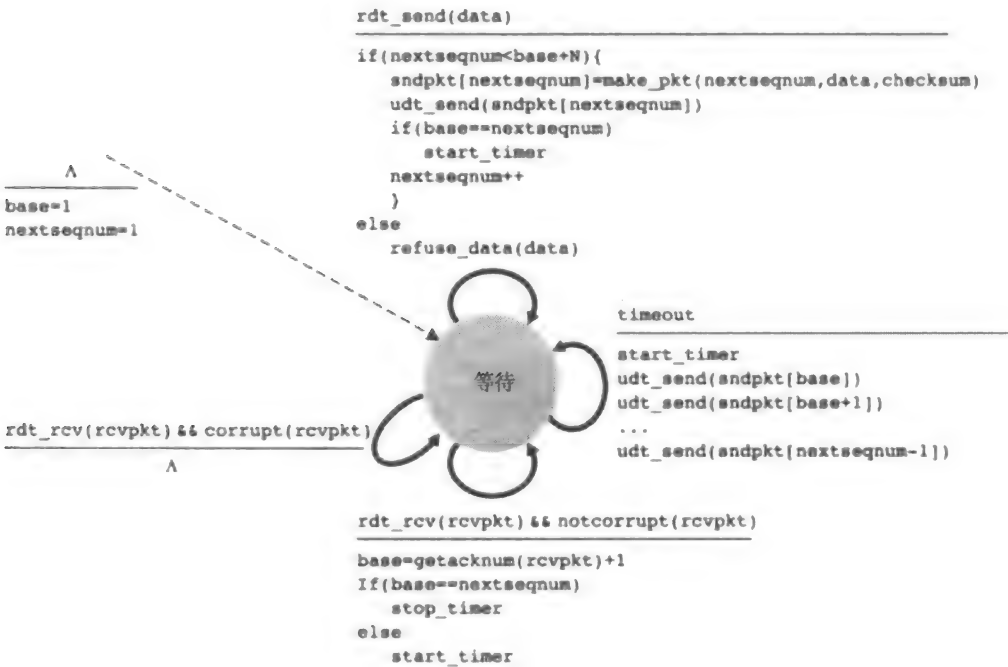 rdt_send(data)
if(nextseqnum<base+N){
sndpkt[nextseqnum]=make_pkt(nextseqnum,data,checksum)
udt_send(sndpkt[nextseqnum])
if(base==nextseqnum)
start_timer
nextseqnum++
}
else
refuse_data(data)
Λ
base=1
nextseqnum=1
timeout
start_timer
udt_send(sndpkt[base])
udt_send(sndpkt[base+1])
...
udt_send(sndpkt[nextseqnum-1])
等待
rdt_rcv(rcvpkt) && corrupt(rcvpkt)
Λ
rdt_rcv(rcvpkt) && notcorrupt(rcvpkt)
base=getacknum(rcvpkt)+1
If(base==nextseqnum)
stop_timer
else
start_timer